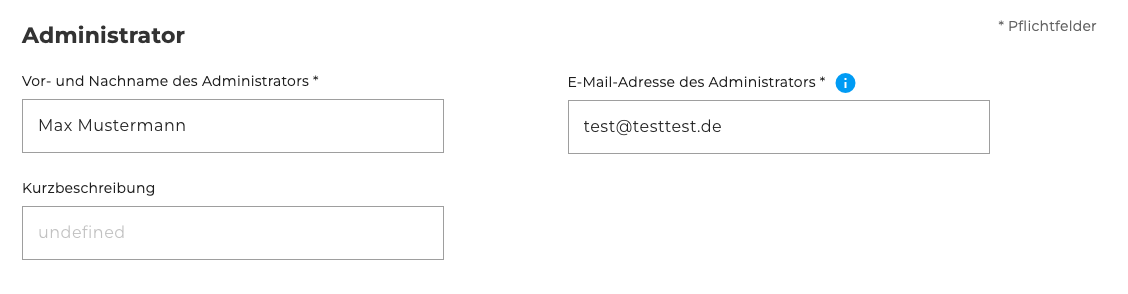 Administrator
* Pflichtfelder
Vor- und Nachname des Administrators *
E-Mail-Adresse des Administrators *
Max Mustermann
test@testtest.de
Kurzbeschreibung
undefined